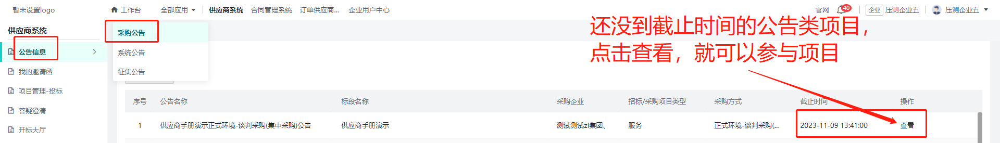 暂未设置logo
工作台
全部应用
供应商系统
合同管理系统
订单供应商...
企业用户中心
官网
40
企业
压测企业五
压测企业五
供应商系统
公告信息
我的邀请函
项目管理-投标
答疑澄清
开标大厅
采购公告
系统公告
征集公告
还没到截止时间的公告类项目，
点击查看，就可以参与项目
序号 公告名称 标段名称 采购企业 招标/采购项目类型 采购方式 截止时间 操作
1 供应商手册演示正式环境-谈判采购(集中采购)公告 供应商手册演示 测试测试zl集团、 服务 正式环境-谈判采购(... 2023-11-09 13:41:00 查看